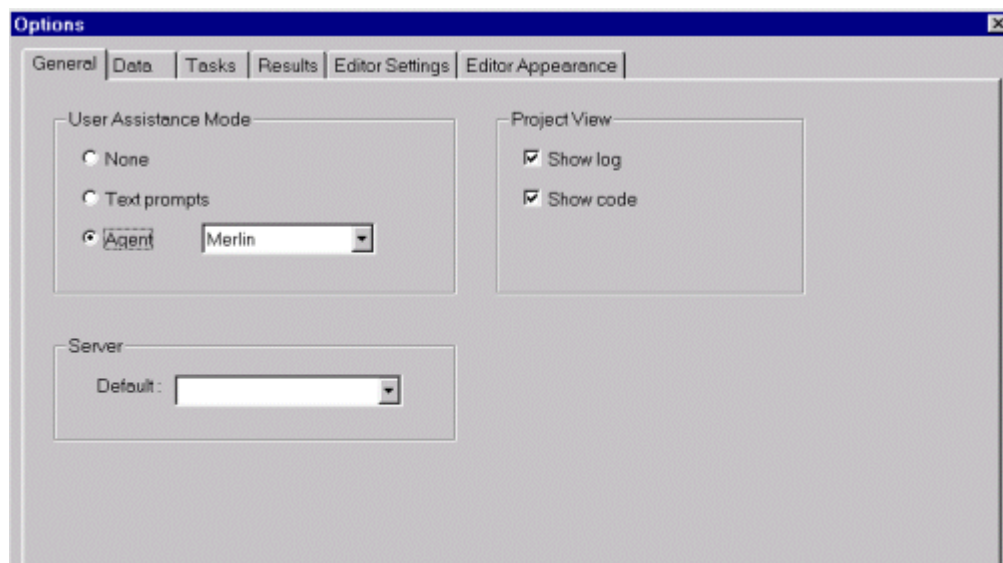 Options
General Data Tasks Results Editor Settings Editor Appearance
User Assistance Mode
None
Text prompts
Agent Merlin
Project View
Show log
Show code
Server
Default: